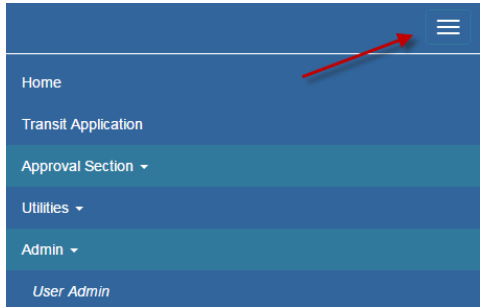 Home
Transit Application
Approval Section
Utilities
Admin
User Admin